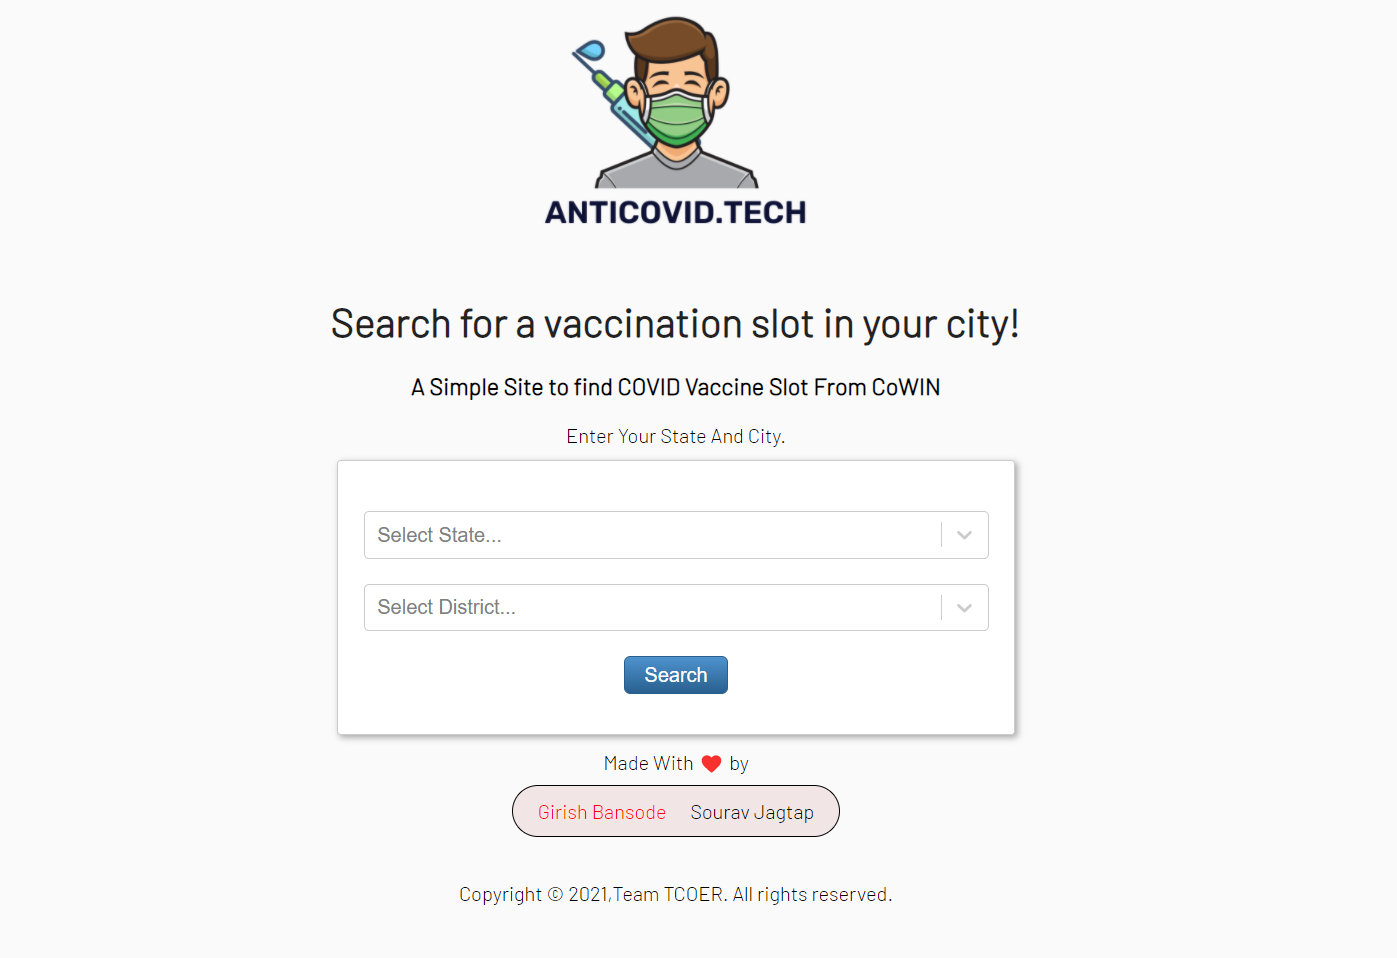 ANTICOVID.TECH
Search for a vaccination slot in your city!
A Simple Site to find COVID Vaccine Slot From CoWIN
Enter Your State And City.
Select State...
Select District...
Search
Made With ❤ by
Girish Bansode Sourav Jagtap
Copyright © 2021,Team TCOER. All rights reserved.